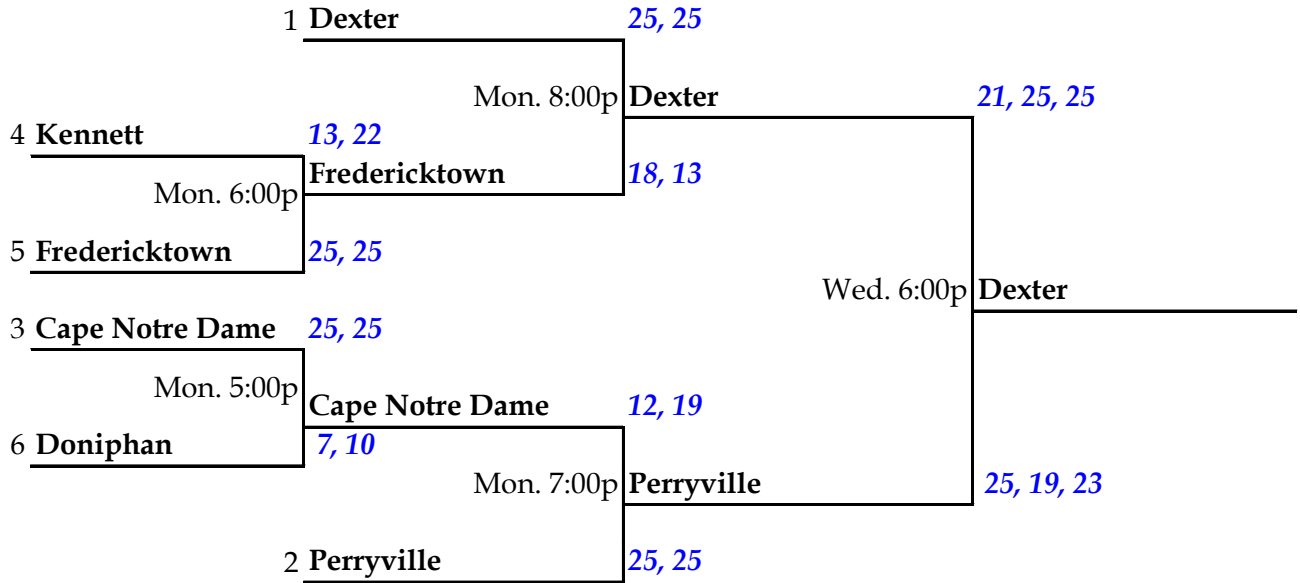 1 Dexter 25, 25
Mon. 8:00p Dexter 21, 25, 25
4 Kennett 13, 22
Fredericktown 18, 13
Mon. 6:00p
5 Fredericktown 25, 25
Wed. 6:00p Dexter
3 Cape Notre Dame 25, 25
Mon. 5:00p
Cape Notre Dame 12, 19
6 Doniphan 7, 10
Mon. 7:00p Perryville 25, 19, 23
2 Perryville 25, 25